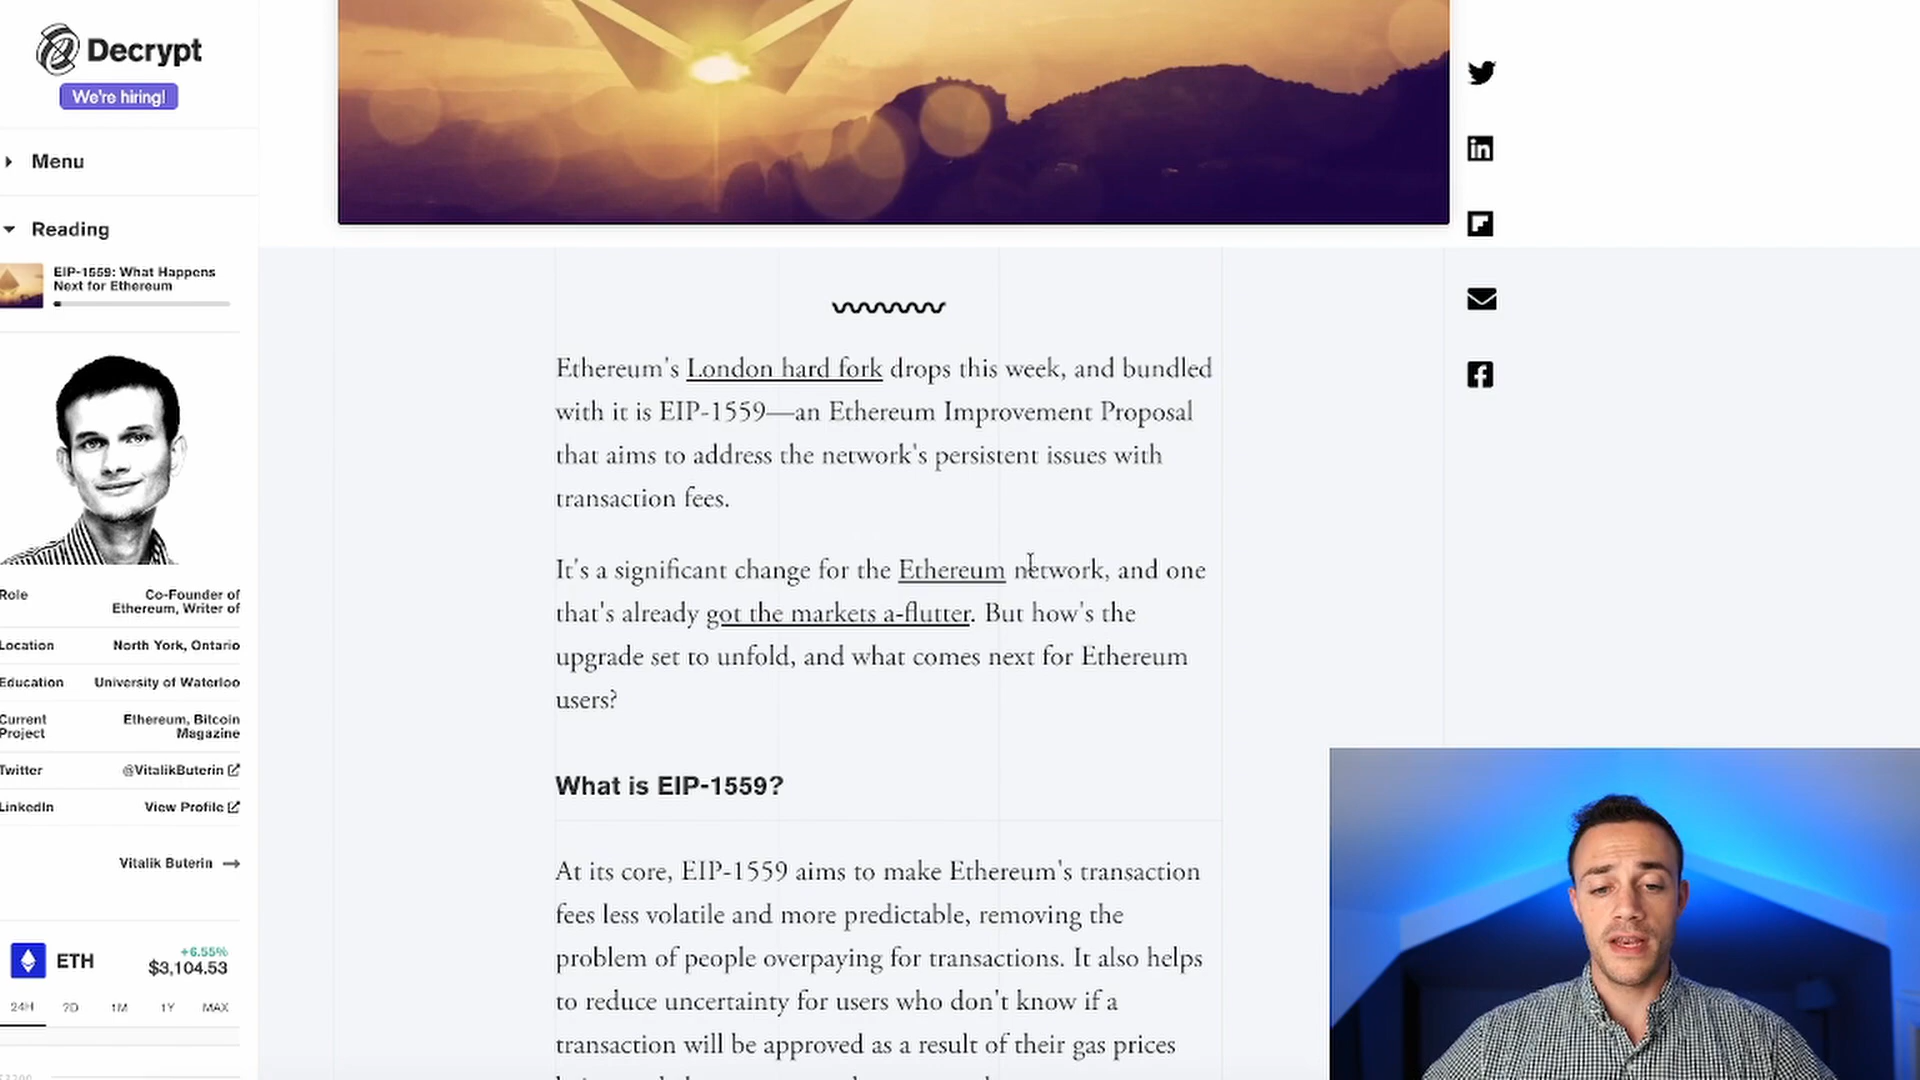 Decrypt
We're hiring!
Menu
Reading
EIP-1559: What Happens
Next for Ethereum
Role
Co-Founder of
Ethereum, Writer of
Location
North York, Ontario
Education
University of Waterloo
Current
Project
Ethereum, Bitcoin
Magazine
Twitter
@VitalikButerin
LinkedIn
View Profile
Vitalik Buterin →
ETH
+6.55%
$3,104.53
24H 7D 1M 1Y MAX
Ethereum's London hard fork drops this week, and bundled
with it is EIP-1559—an Ethereum Improvement Proposal
that aims to address the network's persistent issues with
transaction fees.
It's a significant change for the Ethereum network, and one
that's already got the markets a-flutter. But how's the
upgrade set to unfold, and what comes next for Ethereum
users?
What is EIP-1559?
At its core, EIP-1559 aims to make Ethereum's transaction
fees less volatile and more predictable, removing the
problem of people overpaying for transactions. It also helps
to reduce uncertainty for users who don't know if a
transaction will be approved as a result of their gas prices